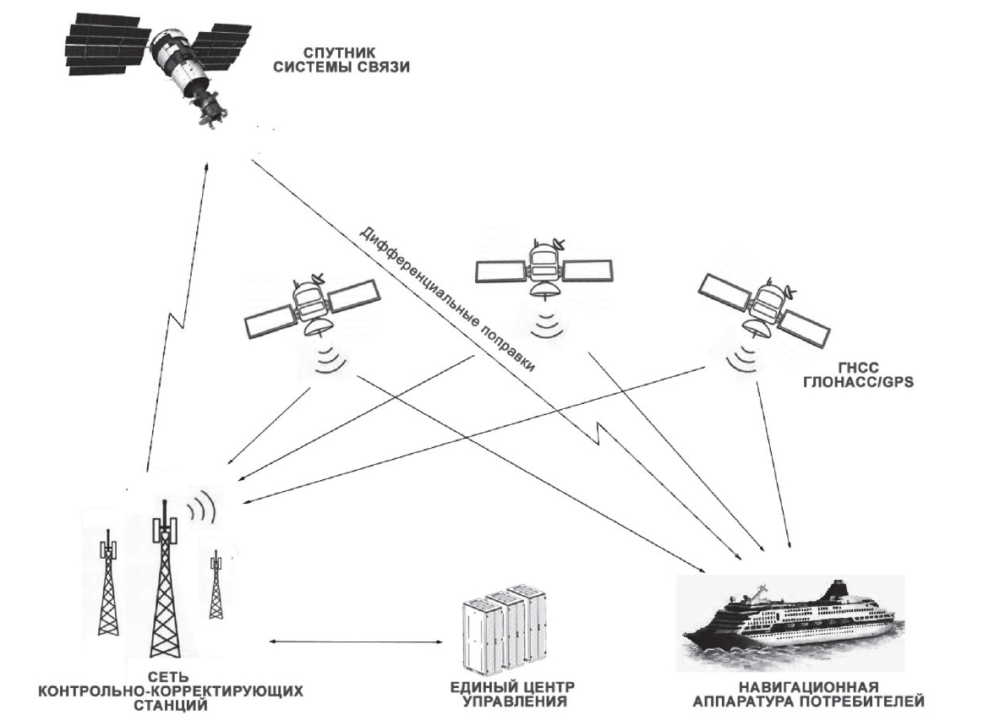 СПУТНИК
СИСТЕМЫ СВЯЗИ
Дифференциальные поправки
ГНСС
ГЛОНАСС/GPS
СЕТЬ
КОНТРОЛЬНО-КОРРЕКТИРУЮЩИХ
СТАНЦИЙ
ЕДИНЫЙ ЦЕНТР
УПРАВЛЕНИЯ
НАВИГАЦИОННАЯ
АППАРАТУРА ПОТРЕБИТЕЛЕЙ